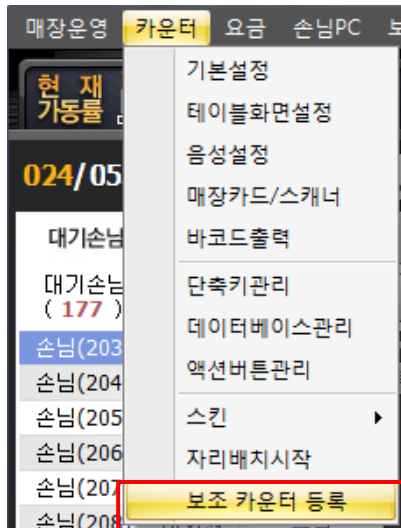 매장운영 카운터 요금 손님PC
현 재
가동률
024/05
대기손님
대기손님
( 177 )
손님(203
손님(204
손님(205
손님(206
손님(207
손님(208
기본설정
테이블화면설정
음성설정
매장카드/스캐너
바코드출력
단축키관리
데이터베이스관리
액션버튼관리
스킨
자리배치시작
보조 카운터 등록